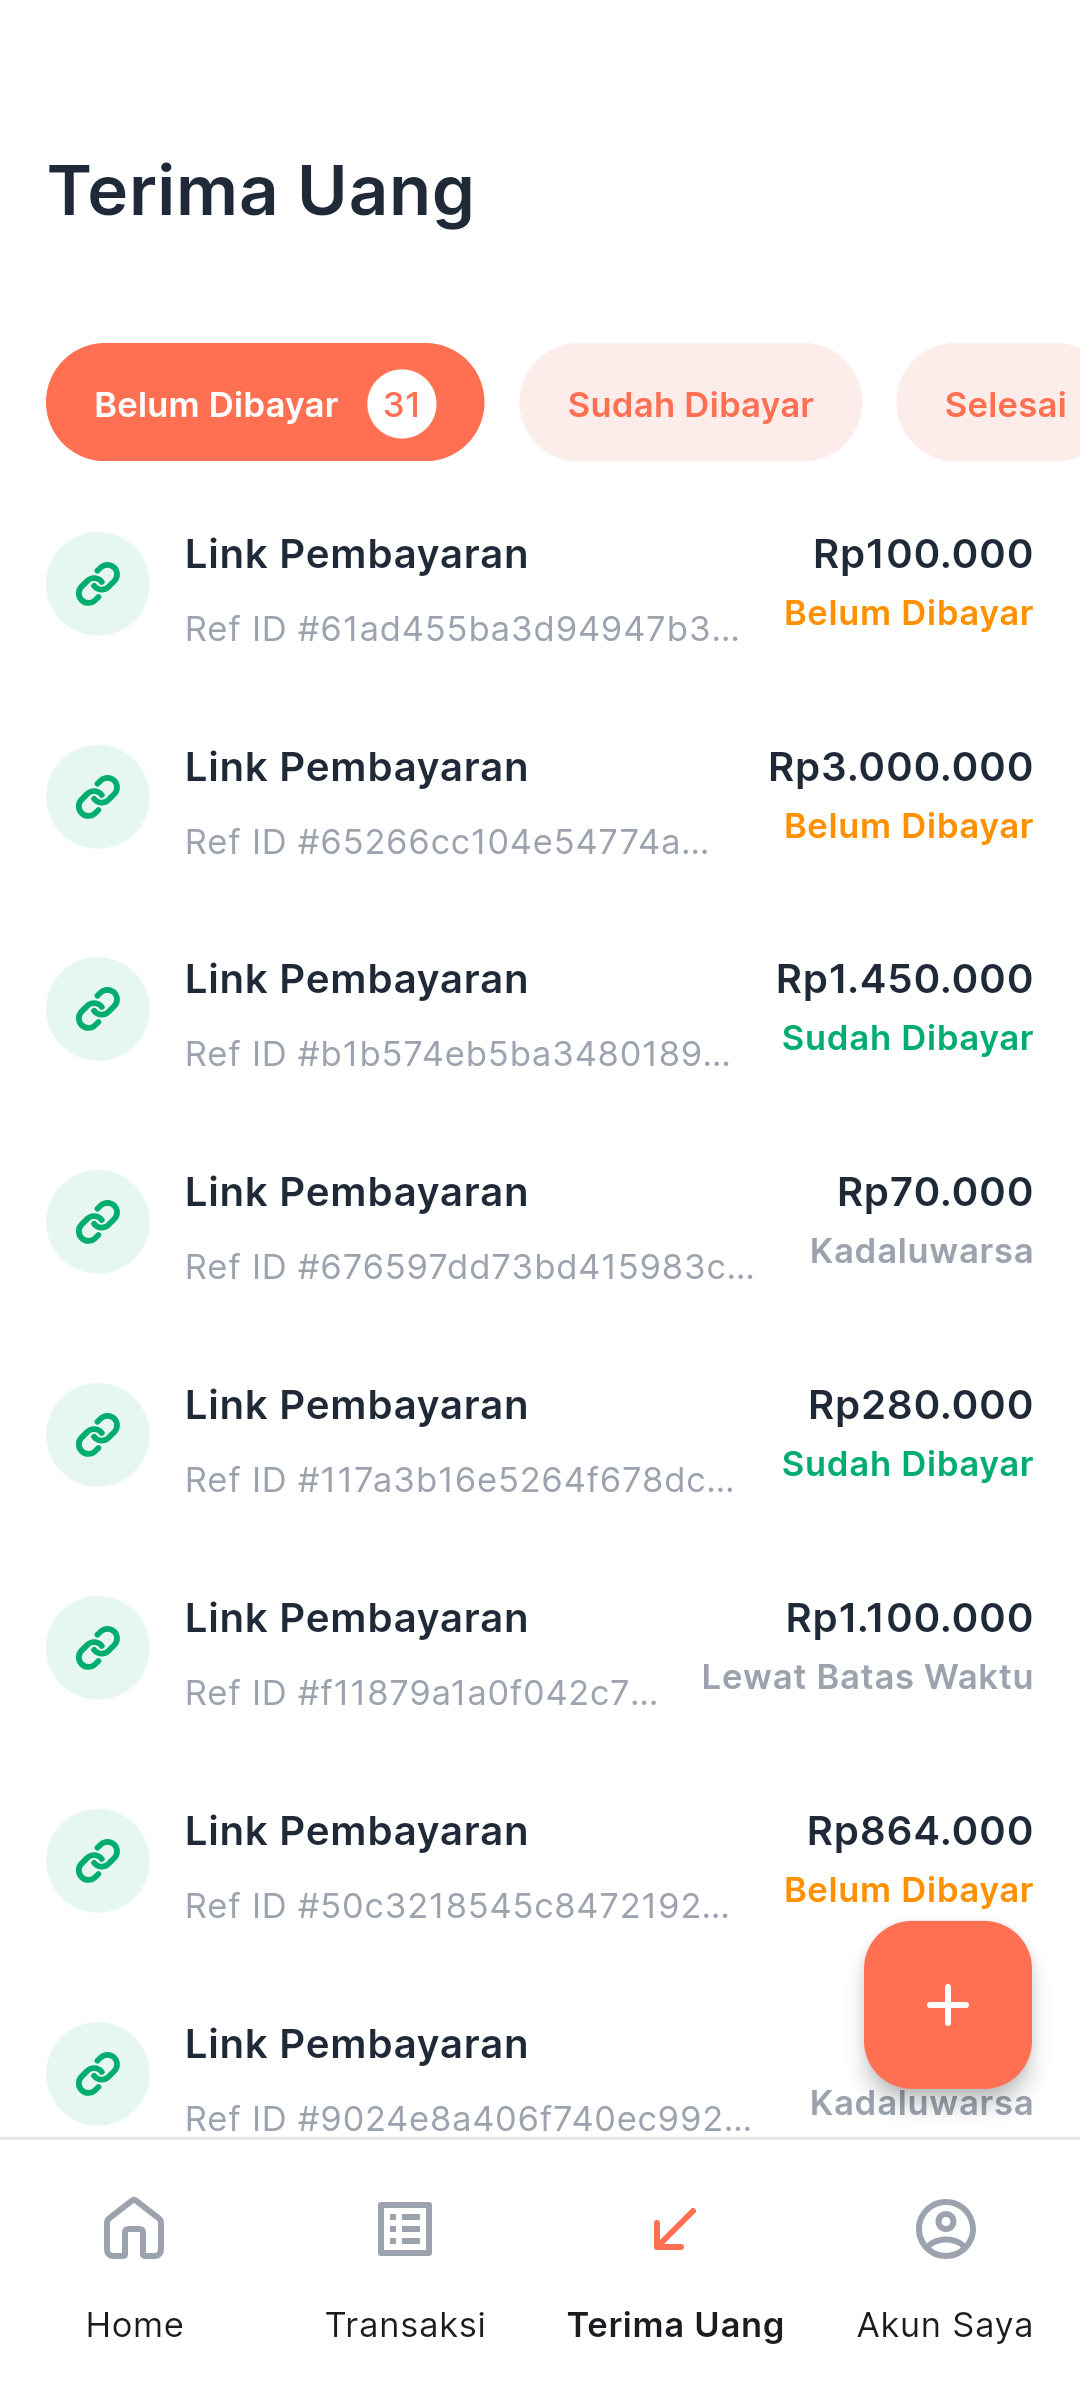 Terima Uang
Belum Dibayar 31 Sudah Dibayar Selesai
Link Pembayaran Rp100.000
Ref ID #61ad455ba3d94947b3... Belum Dibayar
Link Pembayaran Rp3.000.000
Ref ID #65266cc104e54774a... Belum Dibayar
Link Pembayaran Rp1.450.000
Ref ID #b1b574eb5ba3480189... Sudah Dibayar
Link Pembayaran Rp70.000
Ref ID #676597dd73bd415983c... Kadaluwarsa
Link Pembayaran Rp280.000
Ref ID #117a3b16e5264f678dc... Sudah Dibayar
Link Pembayaran Rp1.100.000
Ref ID #f11879a1a0f042c7... Lewat Batas Waktu
Link Pembayaran Rp864.000
Ref ID #50c3218545c8472192... Belum Dibayar
Link Pembayaran
Ref ID #9024e8a406f740ec992... Kadaluwarsa
Home Transaksi Terima Uang Akun Saya